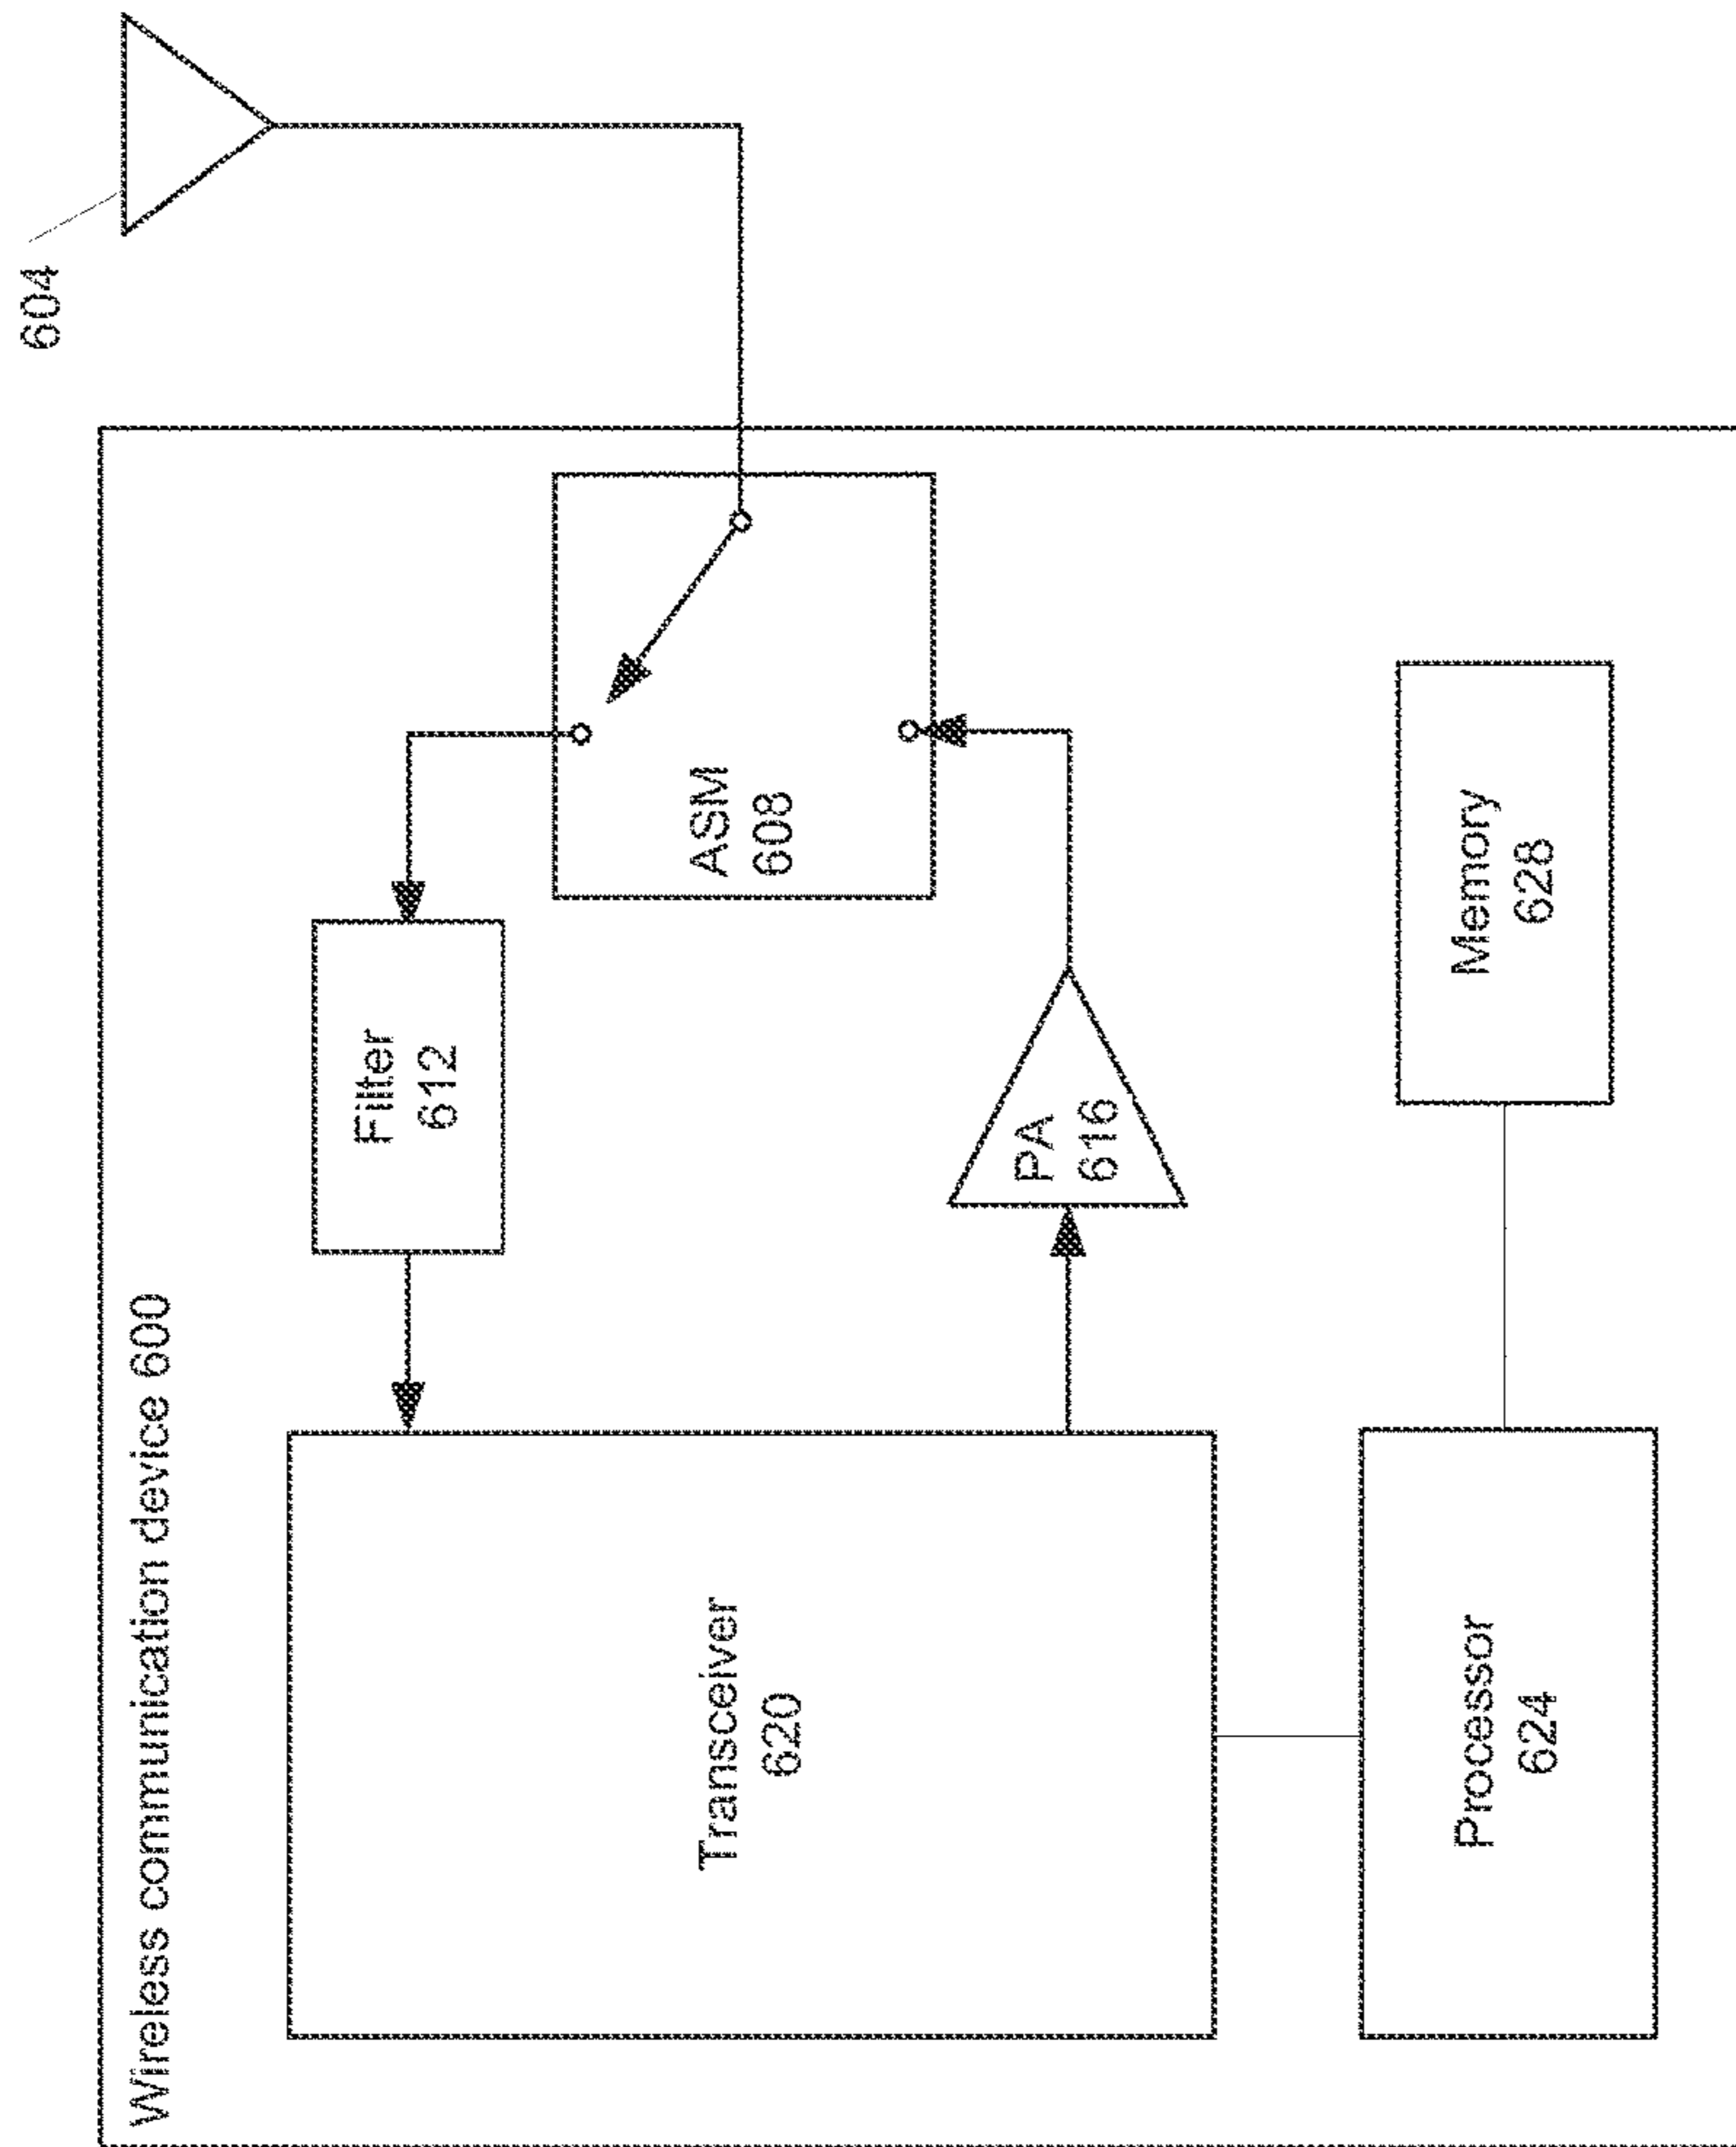 Wireless communication device 600
604
Transceiver
620
Filter
612
ASM
608
PA
616
Processor
624
Memory
628